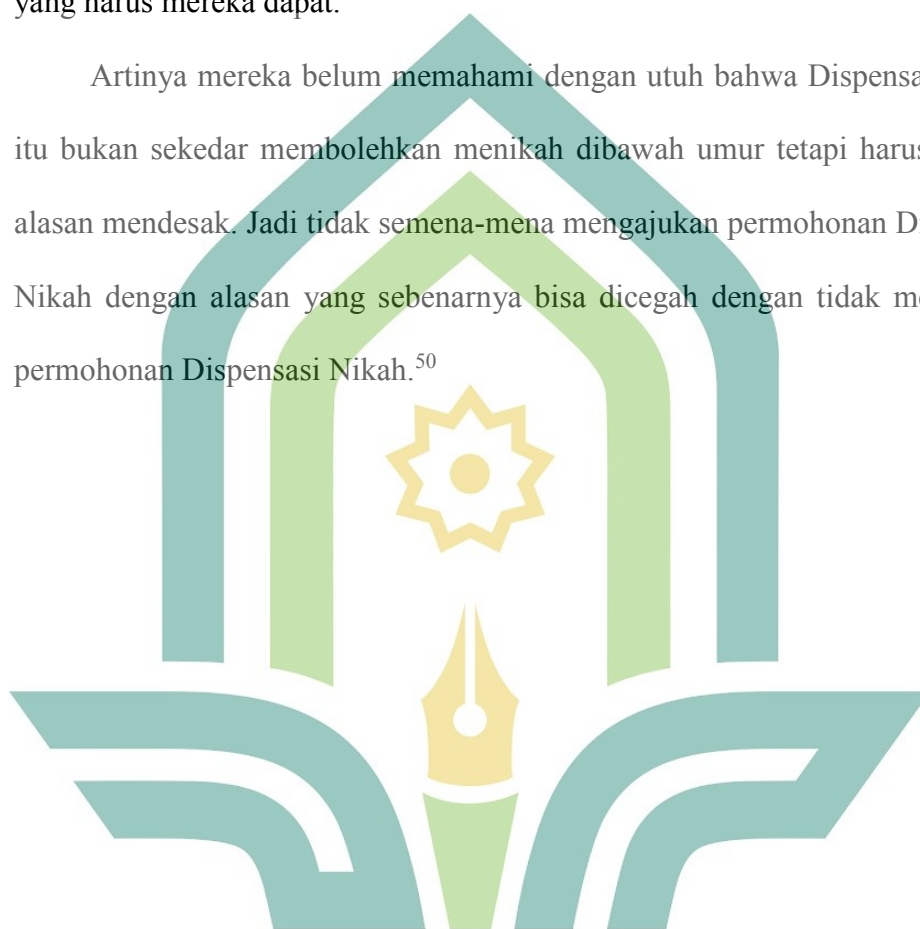 yang harus mereka dapat.
Artinya mereka belum memahami dengan utuh bahwa
itu bukan sekedar membolehkan menikah dibawah umur tetapi
alasan mendesak. Jadi tidak semena-mena mengajukan permohonan
Nikah dengan alasan yang sebenarnya bisa dicegah dengan tidak
permohonan Dispensasi Nikah.50